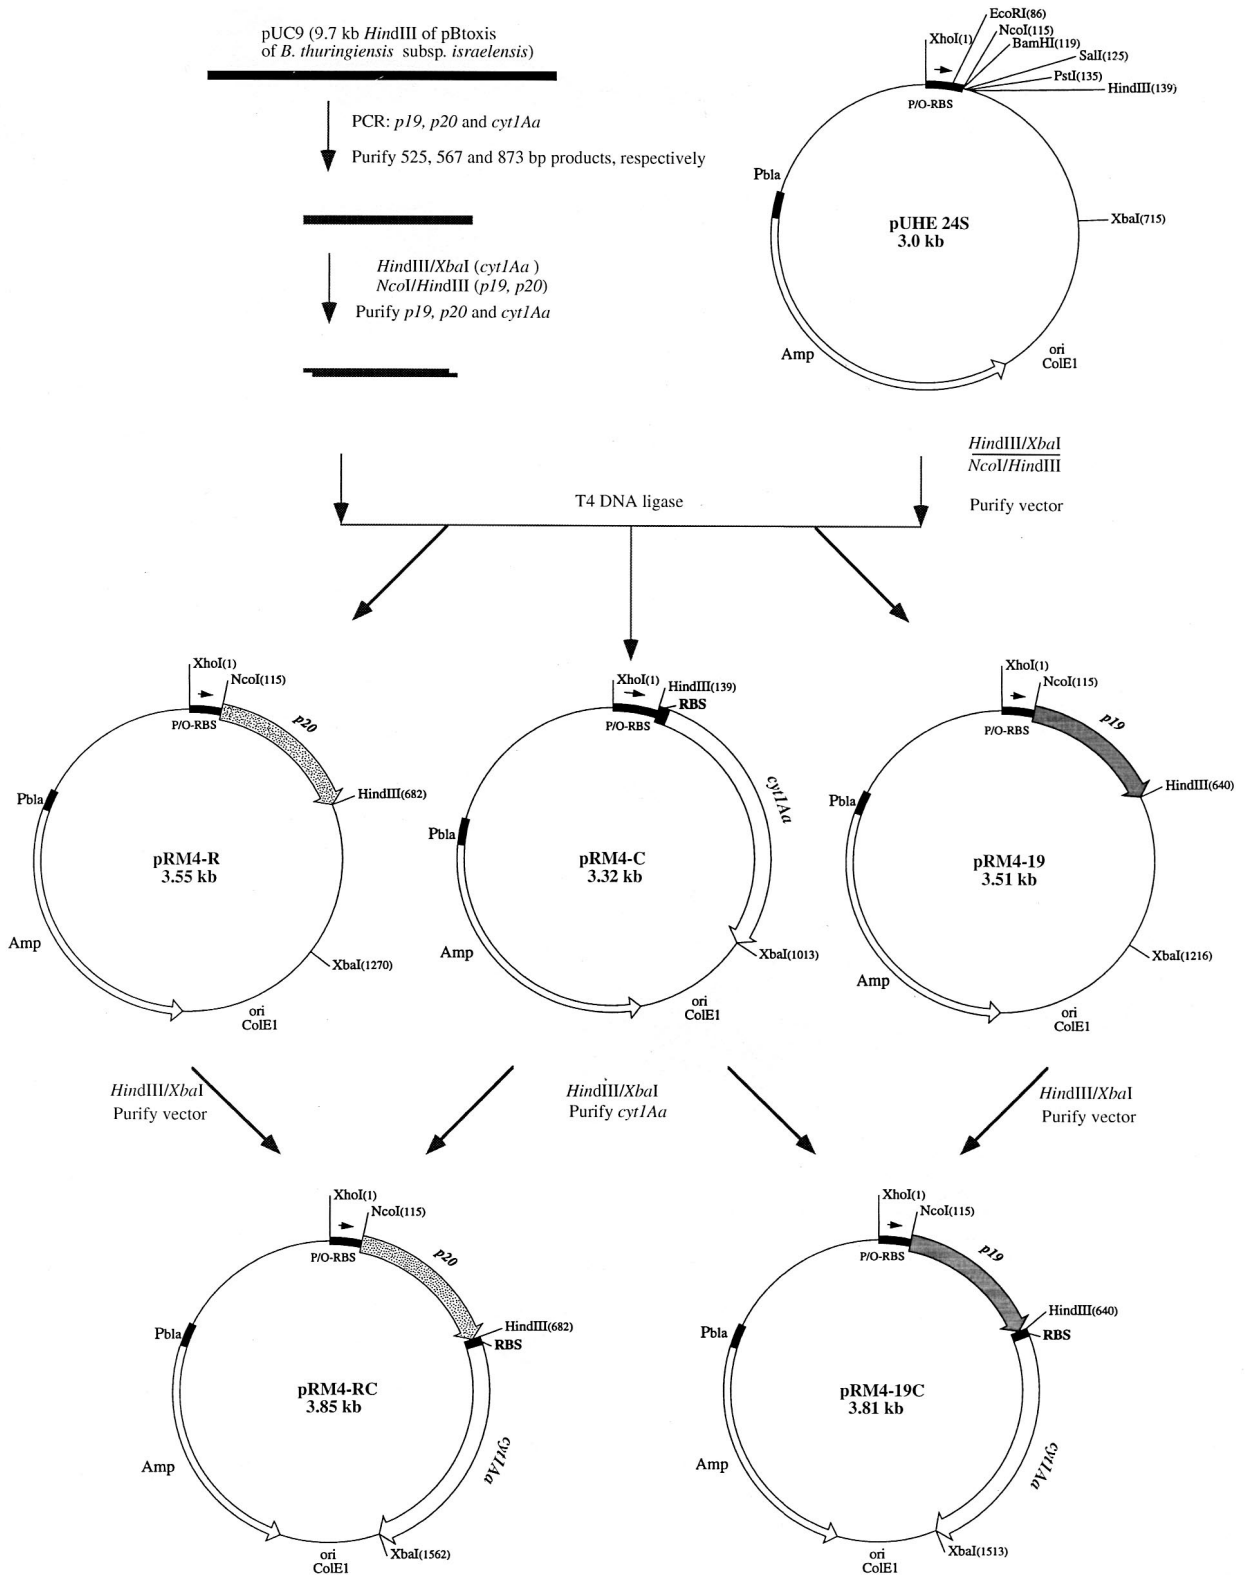 pUC9 (9.7 kb HindIII of pBtoxis
of B. thuringiensis subsp. israelensis)
PCR: p19, p20 and cyt1Aa
Purify 525, 567 and 873 bp products, respectively
HindIII/XbaI (cyt1Aa )
NcoI/HindIII (p19, p20)
Purify p19, p20 and cyt1Aa
EcoRI(86)
NcoI(115)
XhoI(1)
BamHI(119)
SalI(125)
PstI(135)
HindIII(139)
P/O-RBS
Pbla
pUHE 24S
3.0 kb
XbaI(715)
Amp
ori
ColE1
HindIII/XbaI
NcoI/HindIII
Purify vector
T4 DNA ligase
XhoI(1)
NcoI(115)
P/O-RBS
p20
HindIII(682)
Pbla
pRM4-R
3.55 kb
Amp
XbaI(1270)
ori
ColE1
XhoI(1)
HindIII(139)
RBS
P/O-RBS
cyt1Aa
Pbla
pRM4-C
3.32 kb
Amp
XbaI(1013)
ori
ColE1
XhoI(1)
NcoI(115)
P/O-RBS
p19
HindIII(640)
Pbla
pRM4-19
3.51 kb
XbaI(1216)
Amp
ori
ColE1
HindIII/XbaI
Purify vector
HindIII/XbaI
Purify cyt1Aa
HindIII/XbaI
Purify vector
XhoI(1)
NcoI(115)
P/O-RBS
p20
HindIII(682)
RBS
Pbla
pRM4-RC
3.85 kb
Amp
cyt1Aa
XbaI(1562)
ori
ColE1
XhoI(1)
NcoI(115)
P/O-RBS
p19
HindIII(640)
RBS
Pbla
pRM4-19C
3.81 kb
Amp
cyt1Aa
XbaI(1513)
ori
ColE1